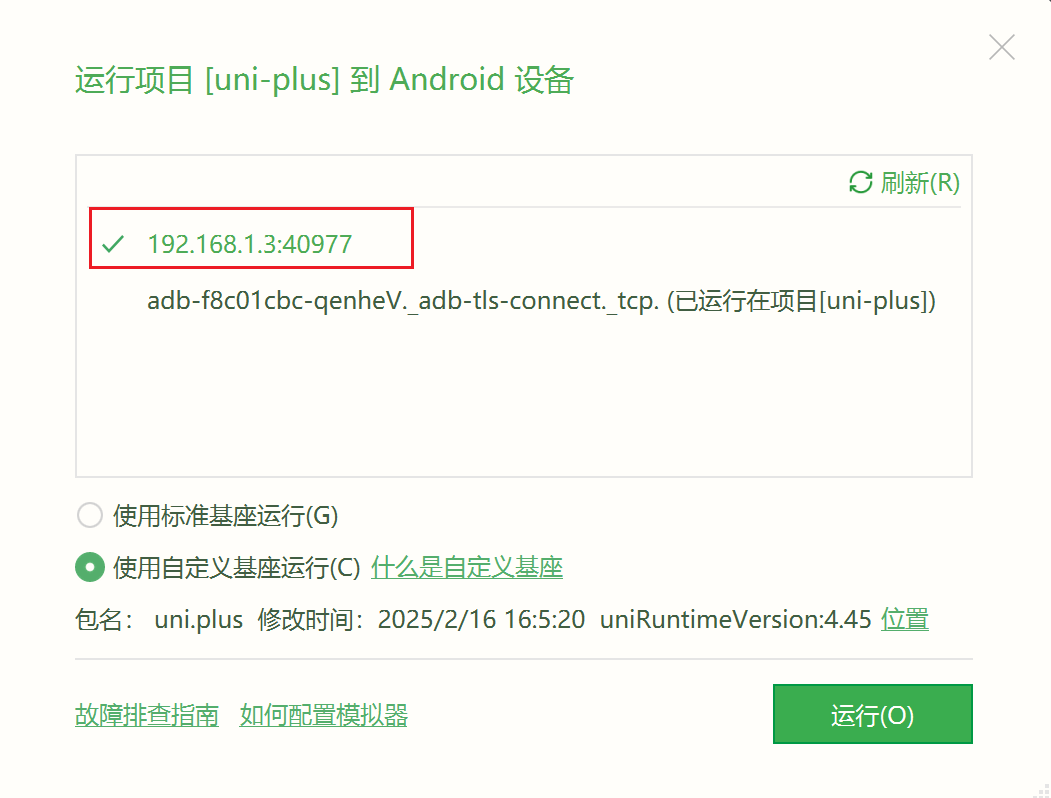 运行项目 [uni-plus] 到 Android 设备
刷新(R)
192.168.1.3:40977
adb-f8c01cbc-qenheV._adb-tls-connect._tcp. (已运行在项目[uni-plus])
使用标准基座运行(G)
使用自定义基座运行(C) 什么是自定义基座
包名： uni.plus 修改时间：2025/2/16 16:5:20 uniRuntimeVersion:4.45 位置
故障排查指南 如何配置模拟器
运行(O)